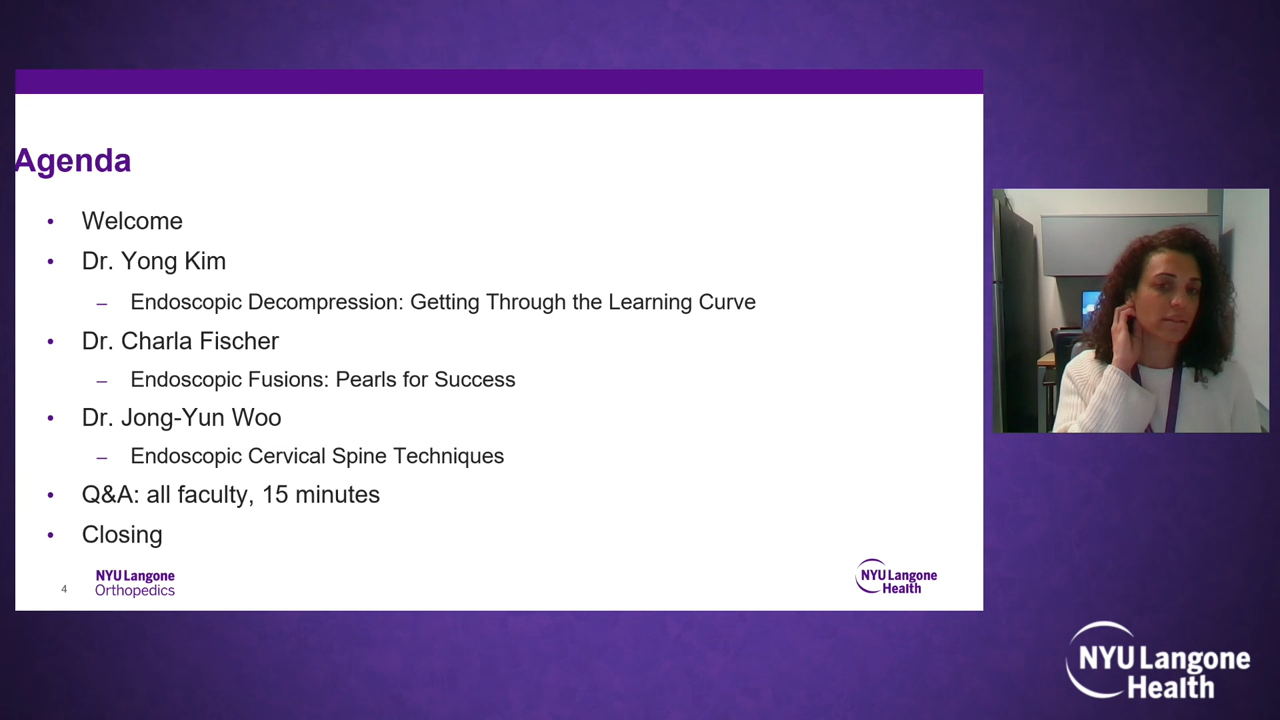 Agenda
• Welcome
• Dr. Yong Kim
– Endoscopic Decompression: Getting Through the Learning Curve
• Dr. Charla Fischer
– Endoscopic Fusions: Pearls for Success
• Dr. Jong-Yun Woo
– Endoscopic Cervical Spine Techniques
• Q&A: all faculty, 15 minutes
• Closing
4
NYU Langone
Orthopedics
NYU Langone
Health
NYU Langone
Health